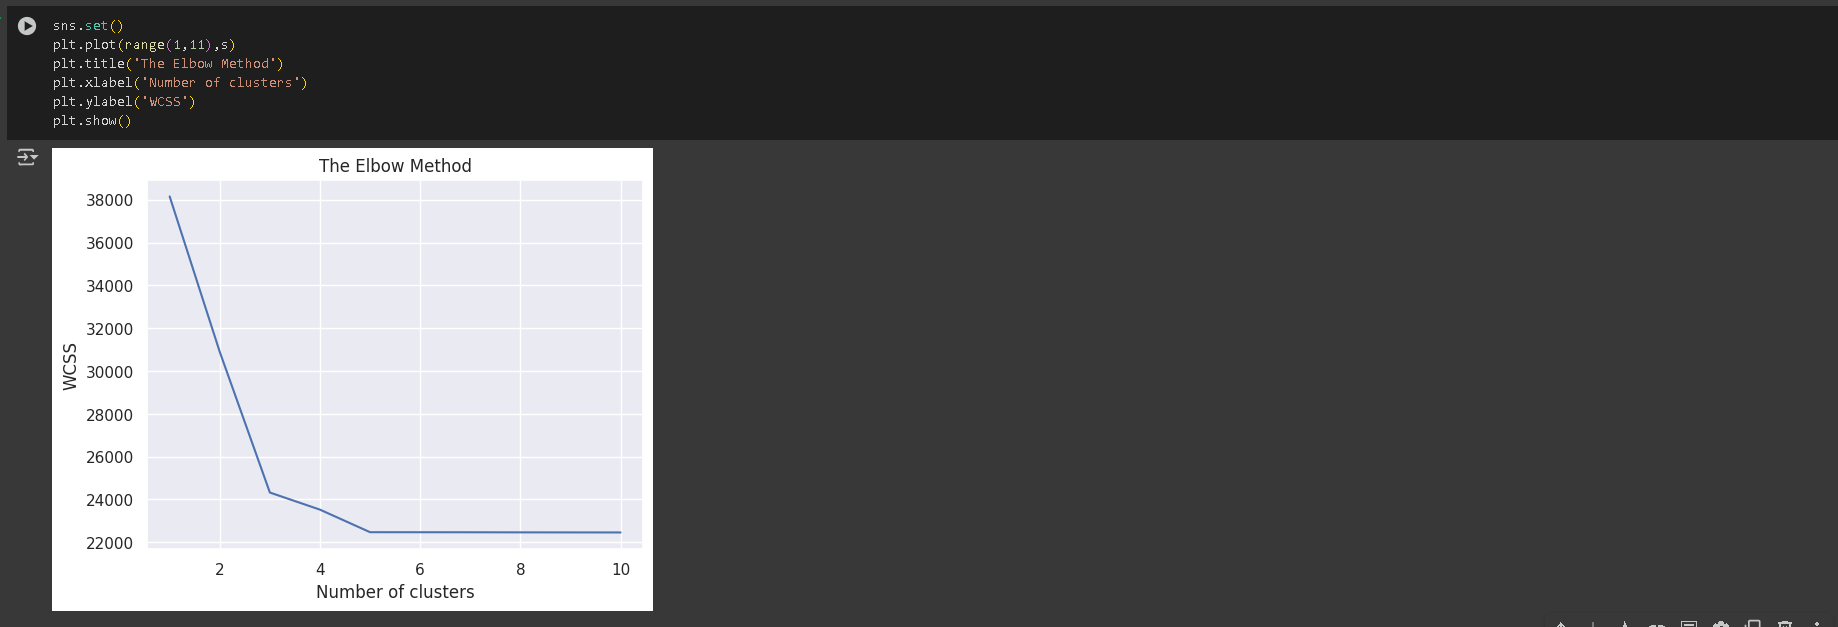 sns.set()
plt.plot(range(1,11),s)
plt.title('The Elbow Method')
plt.xlabel('Number of clusters')
plt.ylabel('WCSS')
plt.show()
The Elbow Method
38000
36000
34000
32000
30000
28000
26000
24000
22000
WCSS
2 4 6 8 10
Number of clusters